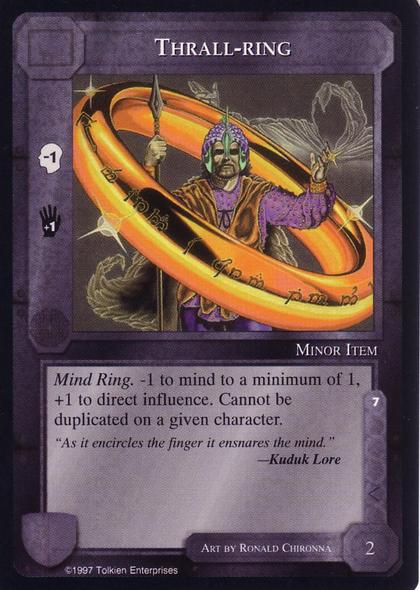 THRALL-RING
-1
+1
MINOR ITEM
Mind Ring. -1 to mind to a minimum of 1,
+1 to direct influence. Cannot be
duplicated on a given character.
"As it encircles the finger it ensnares the mind."
—Kuduk Lore
7
ART BY RONALD CHIRONNA
2
©1997 Tolkien Enterprises